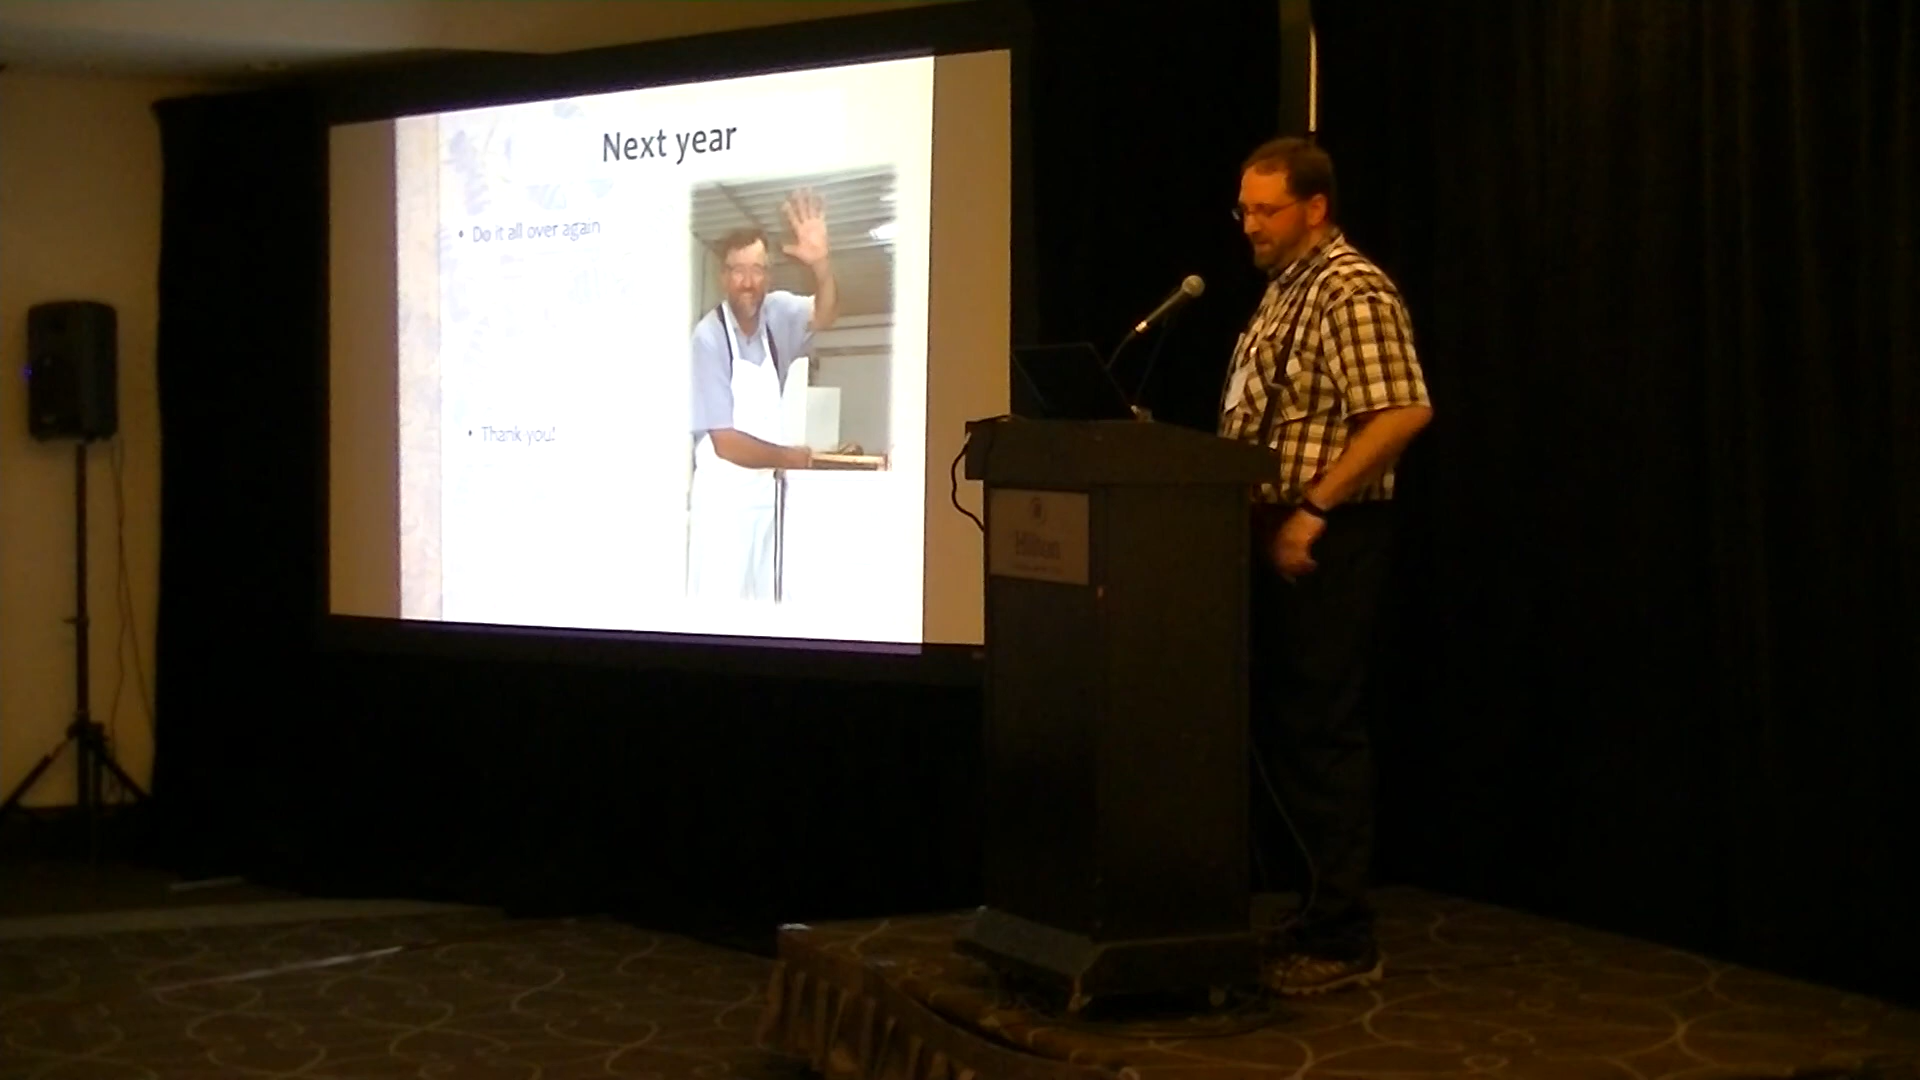 Next year
• Do it all over again
• Thank you!
Hilton